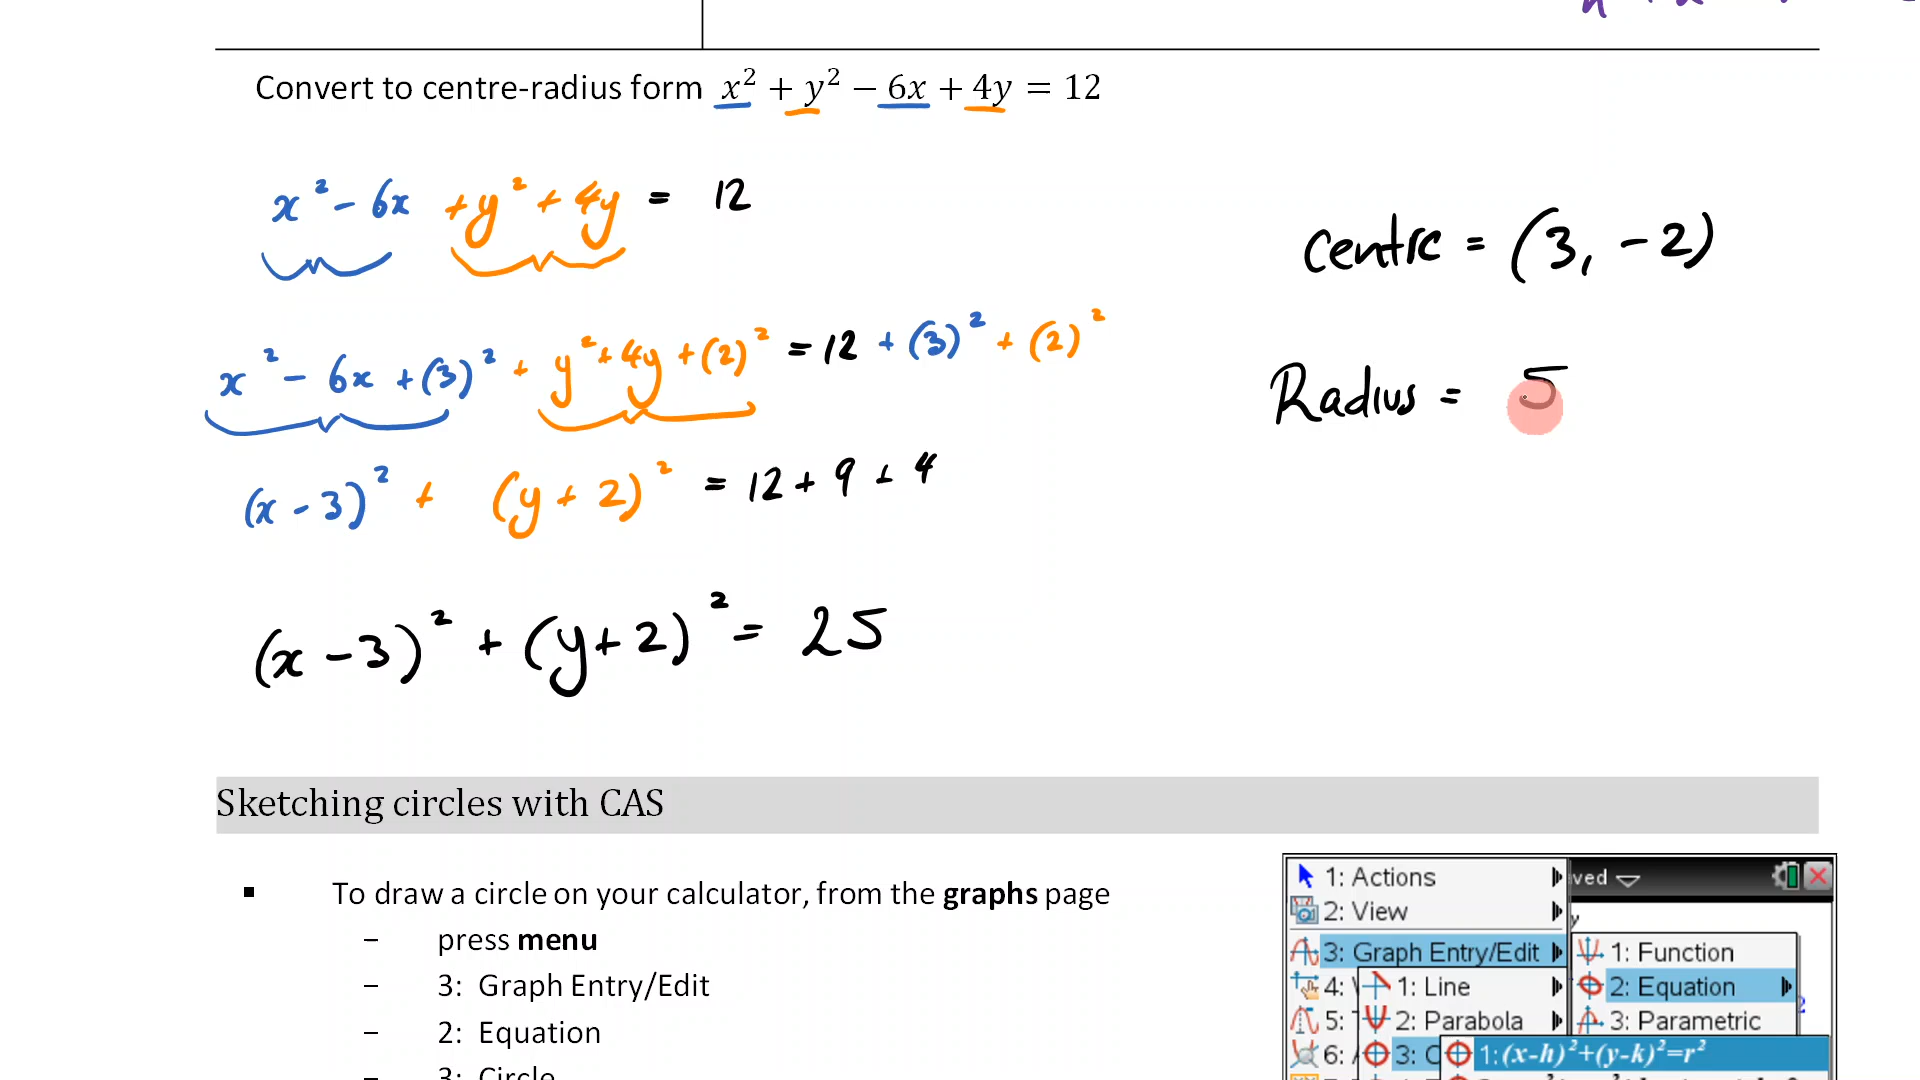 Convert to centre-radius form x² + y² − 6x + 4y = 12
x² - 6x + y² + 4y = 12
centre = (3, -2)
x² - 6x + (3)² + y² + 4y + (2)² = 12 + (3)² + (2)²
Radius = 5
(x - 3)² + (y + 2)² = 12 + 9 + 4
(x - 3)² + (y + 2)² = 25
Sketching circles with CAS
▪ To draw a circle on your calculator, from the graphs page
– press menu
– 3: Graph Entry/Edit
– 2: Equation
– 3: Circle
1: Actions
2: View
3: Graph Entry/Edit
4:
5:
6:
1: Line
2: Parabola
3: C
1: Function
2: Equation
3: Parametric
1:(x-h)²+(y-k)²=r²
ved
y
2